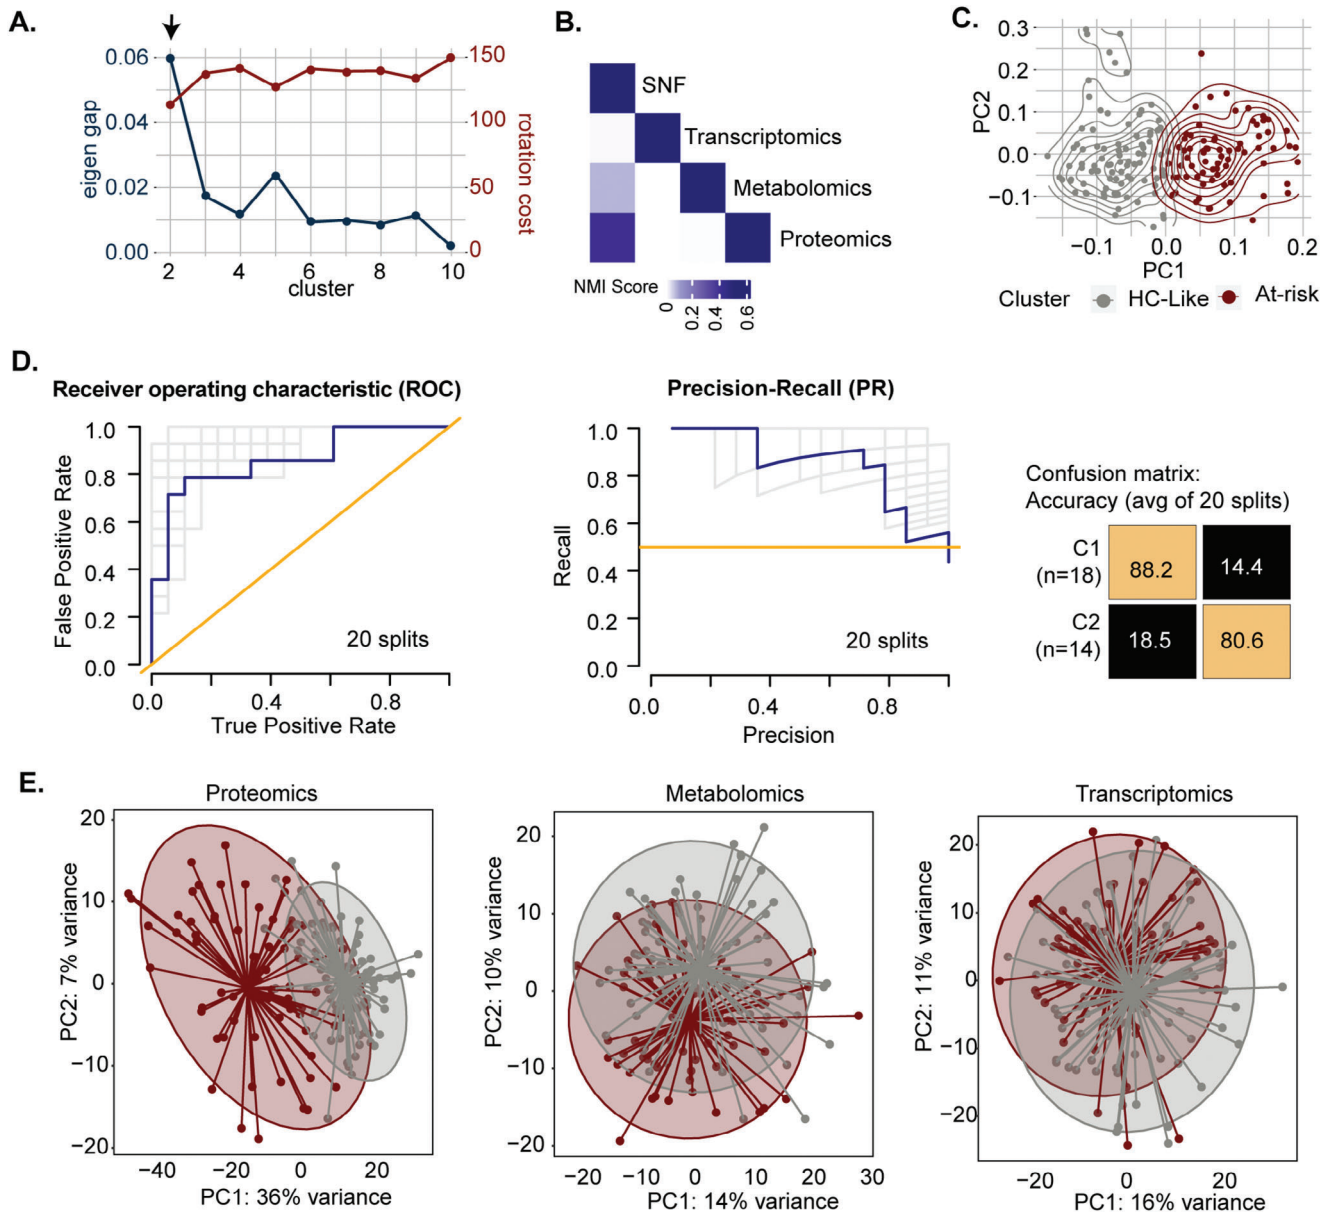 A.
eigen gap
0.06
0.04
0.02
0.00
150
100
50
0
rotation cost
2 4 6 8 10
cluster
B.
SNF
Transcriptomics
Metabolomics
Proteomics
NMI Score
0 0.2 0.4 0.6
C.
PC2
0.3
0.2
0.1
0.0
−0.1
−0.1 0.0 0.1 0.2
PC1
Cluster HC-Like At-risk
D.
Receiver operating characteristic (ROC)
False Positive Rate
1.0
0.8
0.6
0.4
0.2
0.0
20 splits
0.0 0.4 0.8
True Positive Rate
Precision-Recall (PR)
Recall
1.0
0.8
0.6
0.4
0.2
0.0
20 splits
0.0 0.4 0.8
Precision
Confusion matrix:
Accuracy (avg of 20 splits)
C1
(n=18)
88.2 14.4
C2
(n=14)
18.5 80.6
E.
Proteomics
PC2: 7% variance
20
10
0
−10
−20
−40 −20 0 20
PC1: 36% variance
Metabolomics
PC2: 10% variance
20
10
0
−10
−20
−20 −10 0 10 20 30
PC1: 14% variance
Transcriptomics
PC2: 11% variance
20
10
0
−10
−20
−20 0 20
PC1: 16% variance